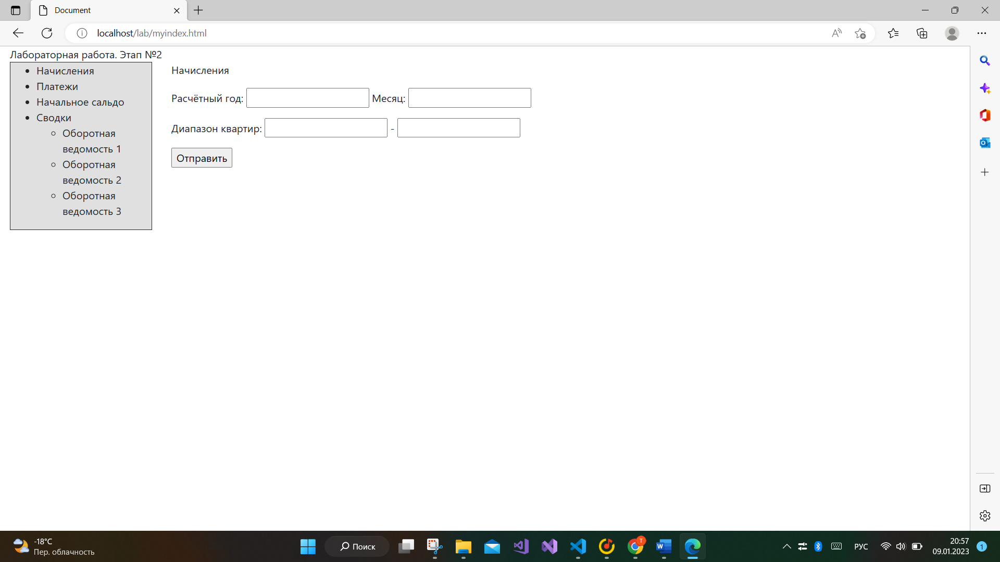 Document
localhost/lab/myindex.html
Лабораторная работа. Этап №2
Начисления
Платежи
Начальное сальдо
Сводки
Оборотная
ведомость 1
Оборотная
ведомость 2
Оборотная
ведомость 3
Начисления
Расчётный год: Месяц:
Диапазон квартир: -
Отправить
-18°C
Пер. облачность
Поиск
T
РУС
20:57
09.01.2023
1